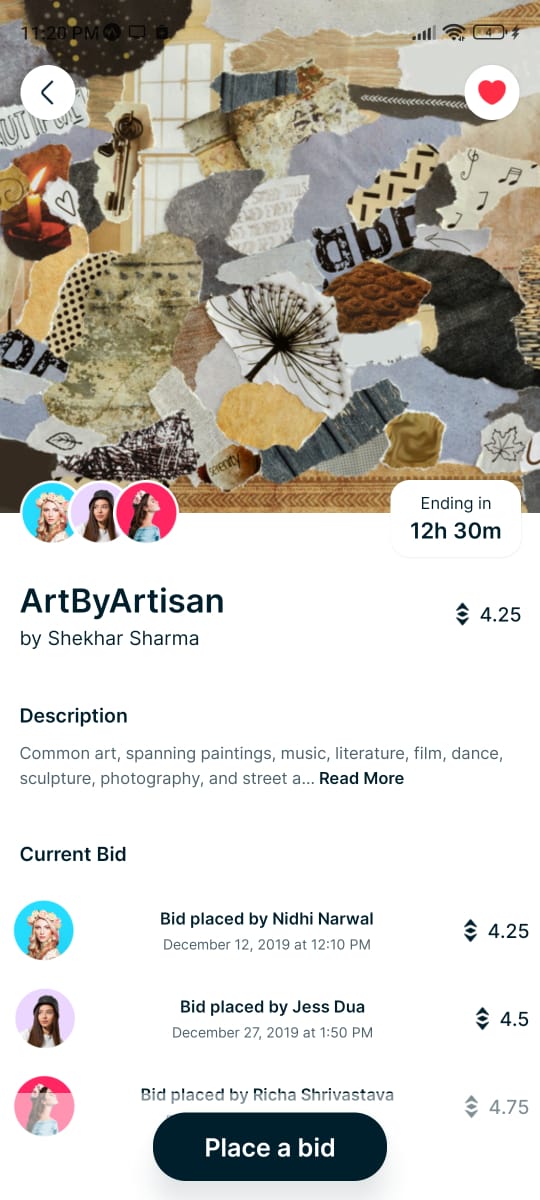 11:20 PM
4
abr
serenity
Ending in
12h 30m
ArtByArtisan
4.25
by Shekhar Sharma
Description
Common art, spanning paintings, music, literature, film, dance,
sculpture, photography, and street a... Read More
Current Bid
Bid placed by Nidhi Narwal
4.25
December 12, 2019 at 12:10 PM
Bid placed by Jess Dua
4.5
December 27, 2019 at 1:50 PM
Bid placed by Richa Shrivastava
4.75
Place a bid